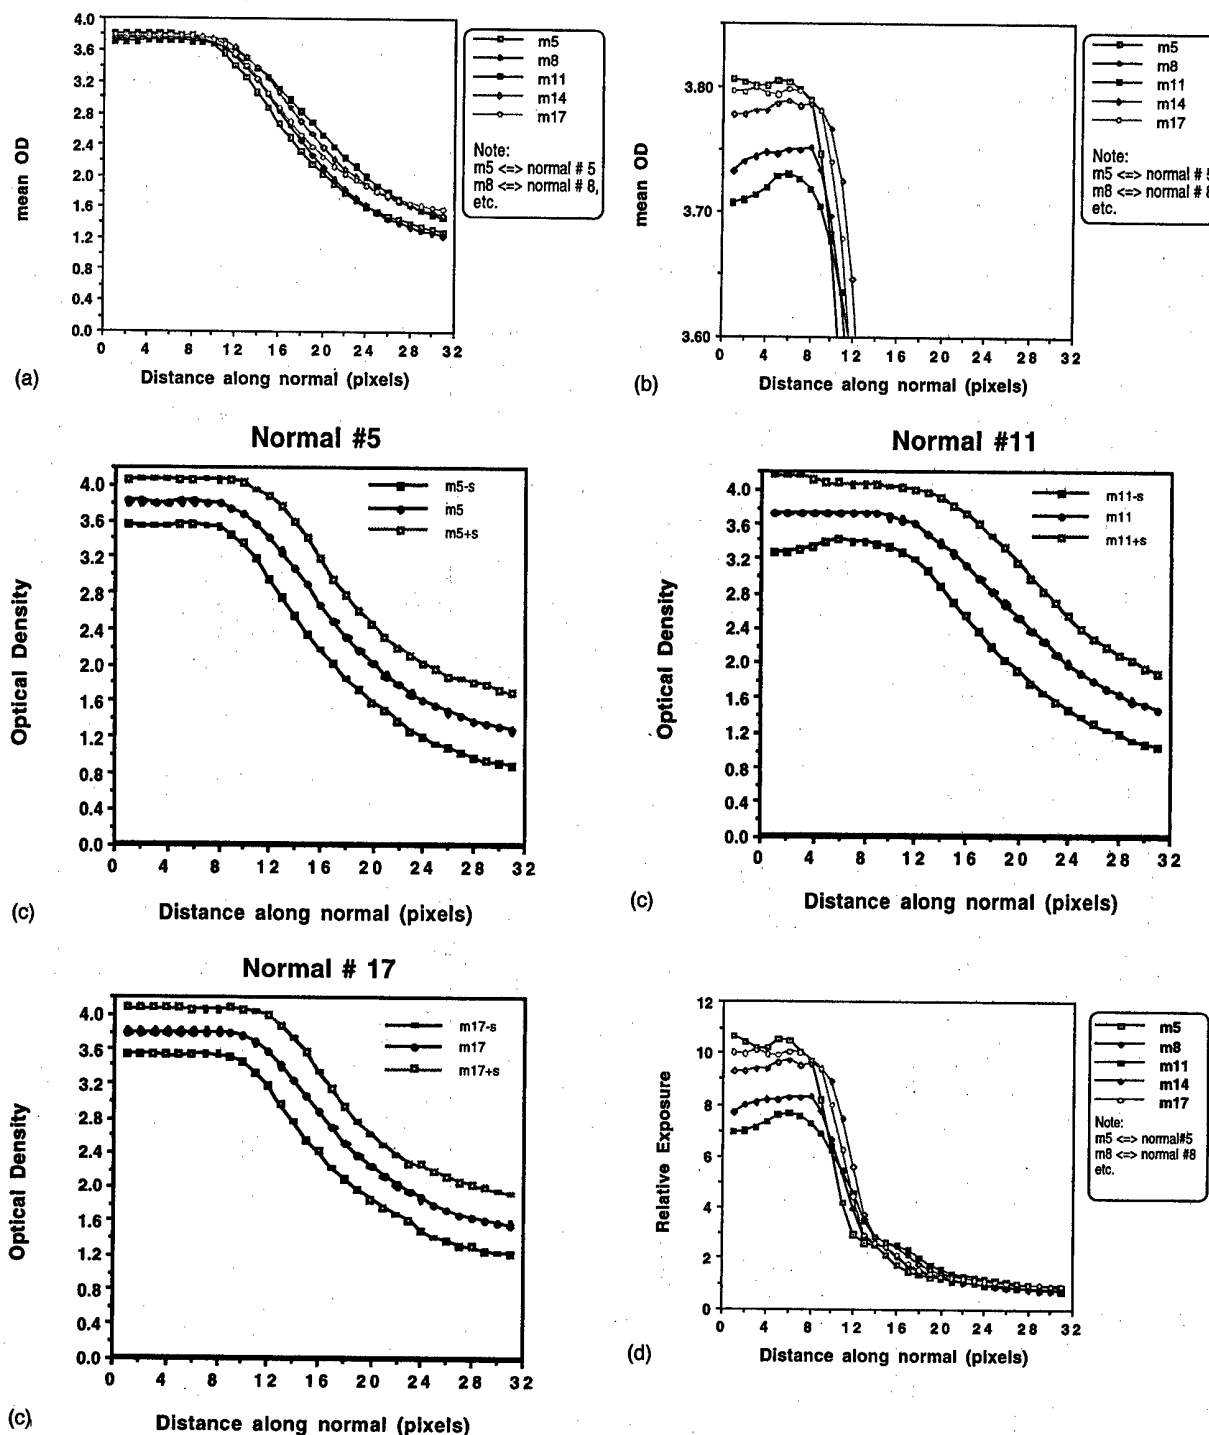 4.0
3.6
3.2
2.8
2.4
2.0
1.6
1.2
0.8
0.4
0.0
mean OD
0 4 8 12 16 20 24 28 32
Distance along normal (pixels)
(a)
m5
m8
m11
m14
m17
Note:
m5 <=> normal # 5
m8 <=> normal # 8,
etc.
3.80
3.70
3.60
mean OD
0 4 8 12 16 20 24 28 32
Distance along normal (pixels)
(b)
m5
m8
m11
m14
m17
Note:
m5 <=> normal # 5
m8 <=> normal # 8
etc.
Normal #5
4.0
3.6
3.2
2.8
2.4
2.0
1.6
1.2
0.8
0.4
0.0
Optical Density
m5-s
m5
m5+s
0 4 8 12 16 20 24 28 32
Distance along normal (pixels)
(c)
Normal #11
4.0
3.6
3.2
2.8
2.4
2.0
1.6
1.2
0.8
0.4
0.0
Optical Density
m11-s
m11
m11+s
0 4 8 12 16 20 24 28 32
Distance along normal (pixels)
(c)
Normal # 17
4.0
3.6
3.2
2.8
2.4
2.0
1.6
1.2
0.8
0.4
0.0
Optical Density
m17-s
m17
m17+s
0 4 8 12 16 20 24 28 32
Distance along normal (pixels)
(c)
12
10
8
6
4
2
0
Relative Exposure
0 4 8 12 16 20 24 28 32
Distance along normal (pixels)
(d)
m5
m8
m11
m14
m17
Note:
m5 <=> normal#5
m8 <=> normal #8
etc.